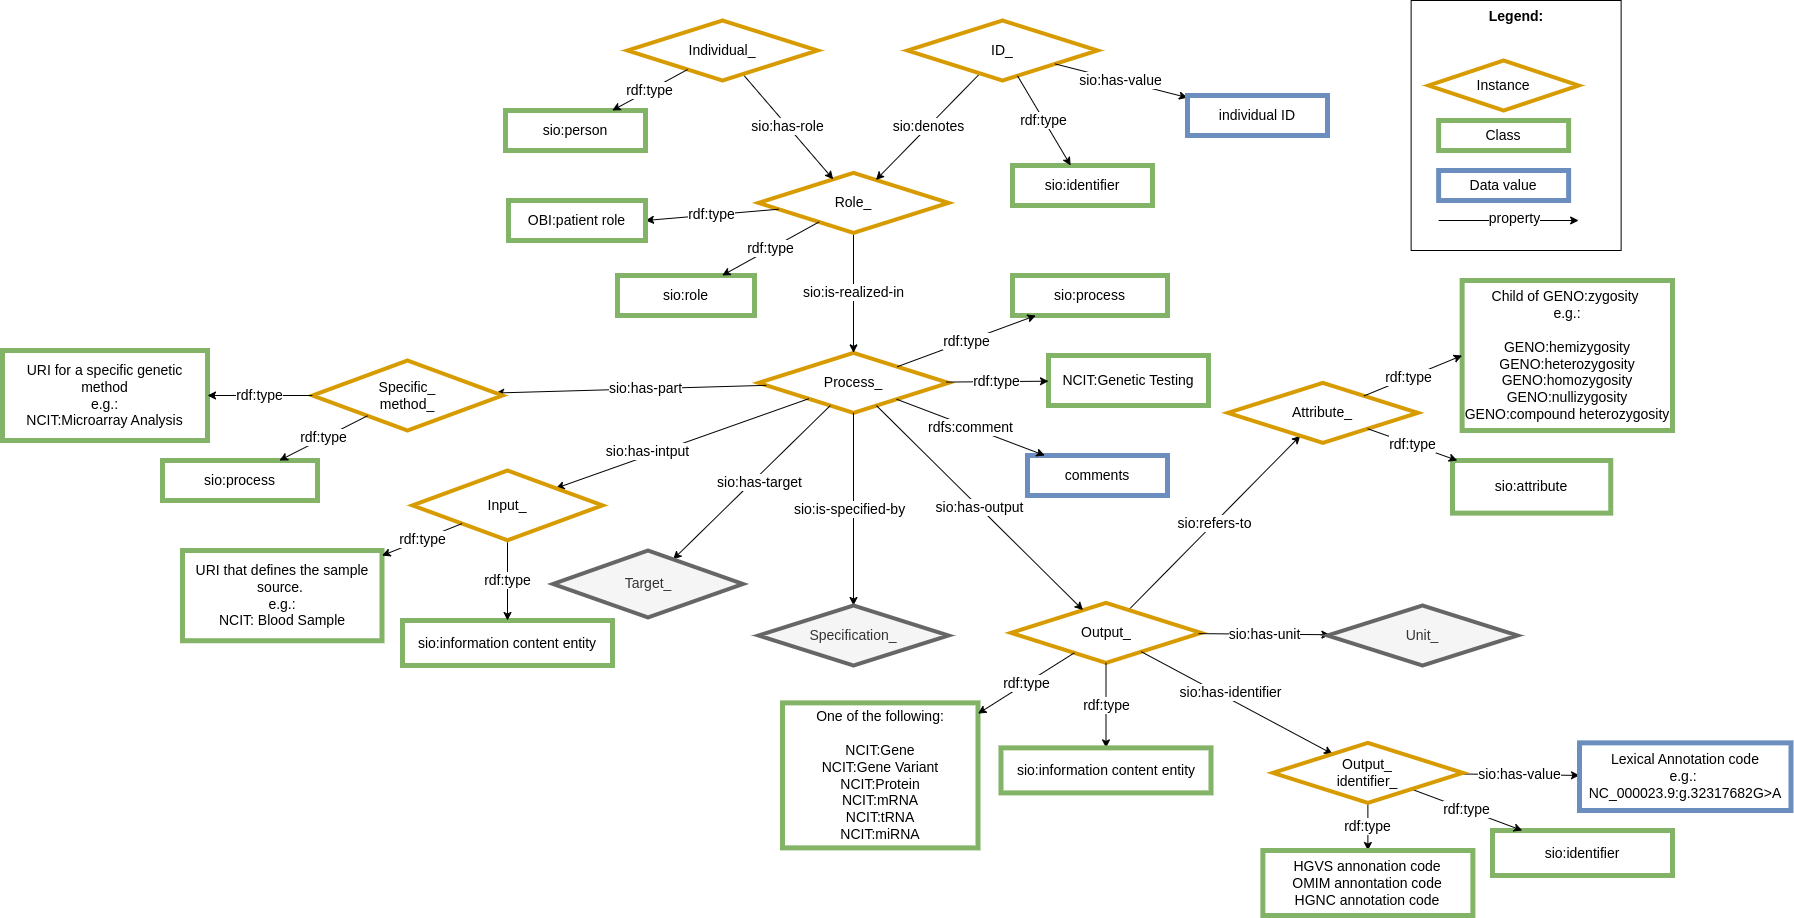 Legend:
Individual_
ID_
rdf:type
sio:has-value
Instance
sio:person
sio:has-role
sio:denotes
rdf:type
individual ID
Class
sio:identifier
Data value
Role_
OBI:patient role
rdf:type
property
rdf:type
sio:role
sio:is-realized-in
sio:process
Child of GENO:zygosity
e.g.:
GENO:hemizygosity
GENO:heterozygosity
GENO:homozygosity
GENO:nullizygosity
GENO:compound heterozygosity
rdf:type
URI for a specific genetic
method
e.g.:
NCIT:Microarray Analysis
rdf:type
Specific_
method_
sio:has-part
Process_
rdf:type
NCIT:Genetic Testing
rdf:type
Attribute_
rdf:type
rdfs:comment
rdf:type
sio:process
sio:has-intput
comments
sio:attribute
Input_
sio:has-target
sio:is-specified-by
sio:has-output
sio:refers-to
rdf:type
URI that defines the sample
source.
e.g.:
NCIT: Blood Sample
rdf:type
Target_
sio:information content entity
Specification_
Output_
sio:has-unit
Unit_
rdf:type
rdf:type
sio:has-identifier
One of the following:
NCIT:Gene
NCIT:Gene Variant
NCIT:Protein
NCIT:mRNA
NCIT:tRNA
NCIT:miRNA
sio:information content entity
Output_
identifier_
sio:has-value
Lexical Annotation code
e.g.:
NC_000023.9:g.32317682G>A
rdf:type
rdf:type
sio:identifier
HGVS annonation code
OMIM annontation code
HGNC annotation code